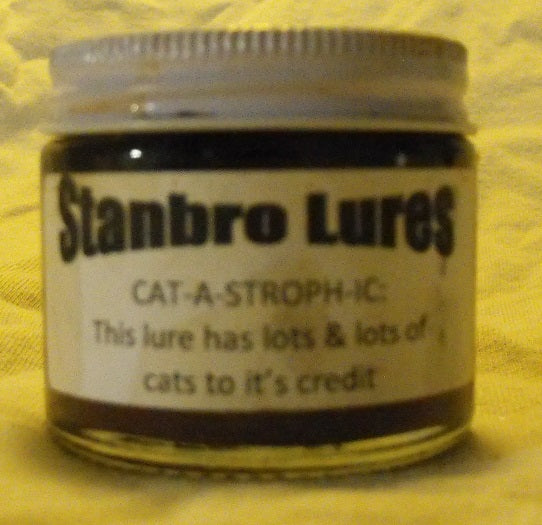 Stanbro Lures
CAT-A-STROPH-IC:
This lure has lots & lots of
cats to it's credit